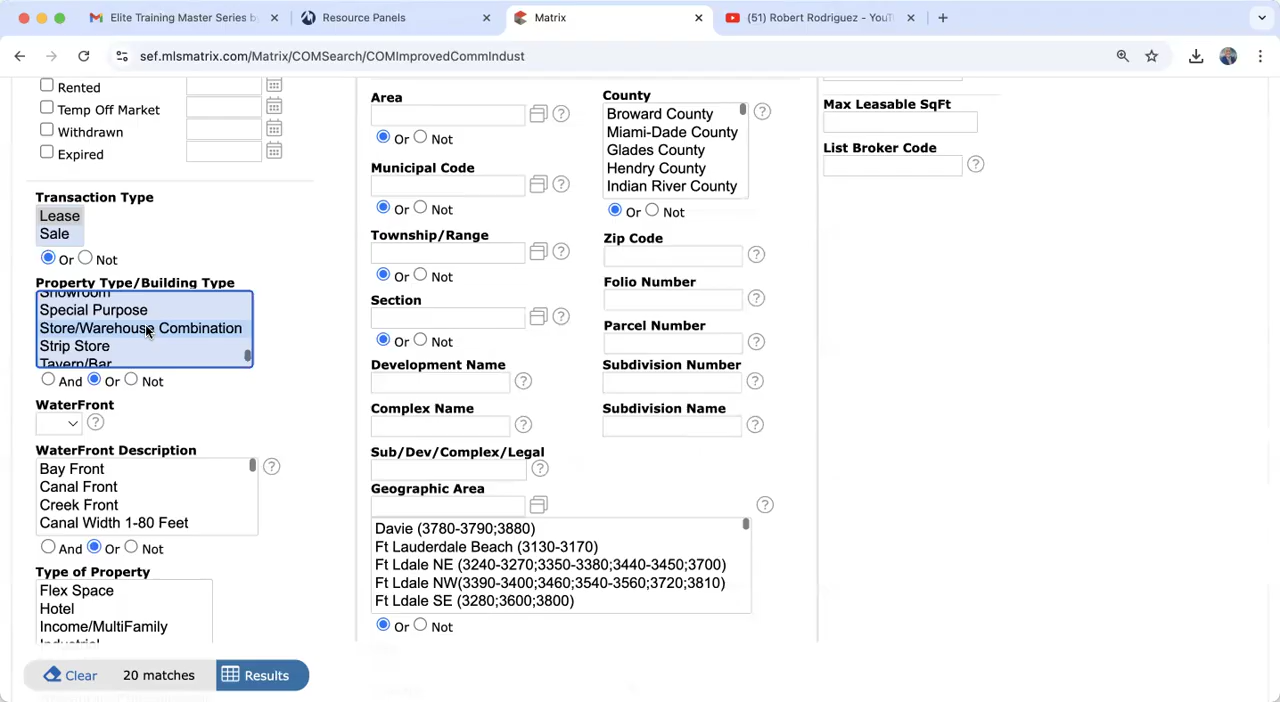 Elite Training Master Series b
Resource Panels
Matrix
(51) Robert Rodriguez - YouT
sef.mlsmatrix.com/Matrix/COMSearch/COMImprovedCommIndust
Rented
Temp Off Market
Withdrawn
Expired
Transaction Type
Lease
Sale
Or Not
Property Type/Building Type
Showroom
Special Purpose
Store/Warehouse Combination
Strip Store
Tavern/Bar
And Or Not
WaterFront
?
WaterFront Description
Bay Front
?
Canal Front
Creek Front
Canal Width 1-80 Feet
And Or Not
Type of Property
Flex Space
Hotel
Income/MultiFamily
Industrial
Area
?
Or Not
Municipal Code
?
Or Not
Township/Range
?
Or Not
Section
?
Or Not
Development Name
?
Complex Name
?
Sub/Dev/Complex/Legal
?
Geographic Area
?
Davie (3780-3790;3880)
Ft Lauderdale Beach (3130-3170)
Ft Ldale NE (3240-3270;3350-3380;3440-3450;3700)
Ft Ldale NW(3390-3400;3460;3540-3560;3720;3810)
Ft Ldale SE (3280;3600;3800)
Or Not
County
Broward County
?
Miami-Dade County
Glades County
Hendry County
Indian River County
Or Not
Zip Code
?
Folio Number
?
Parcel Number
?
Subdivision Number
?
Subdivision Name
?
Max Leasable SqFt
List Broker Code
?
Clear 20 matches Results